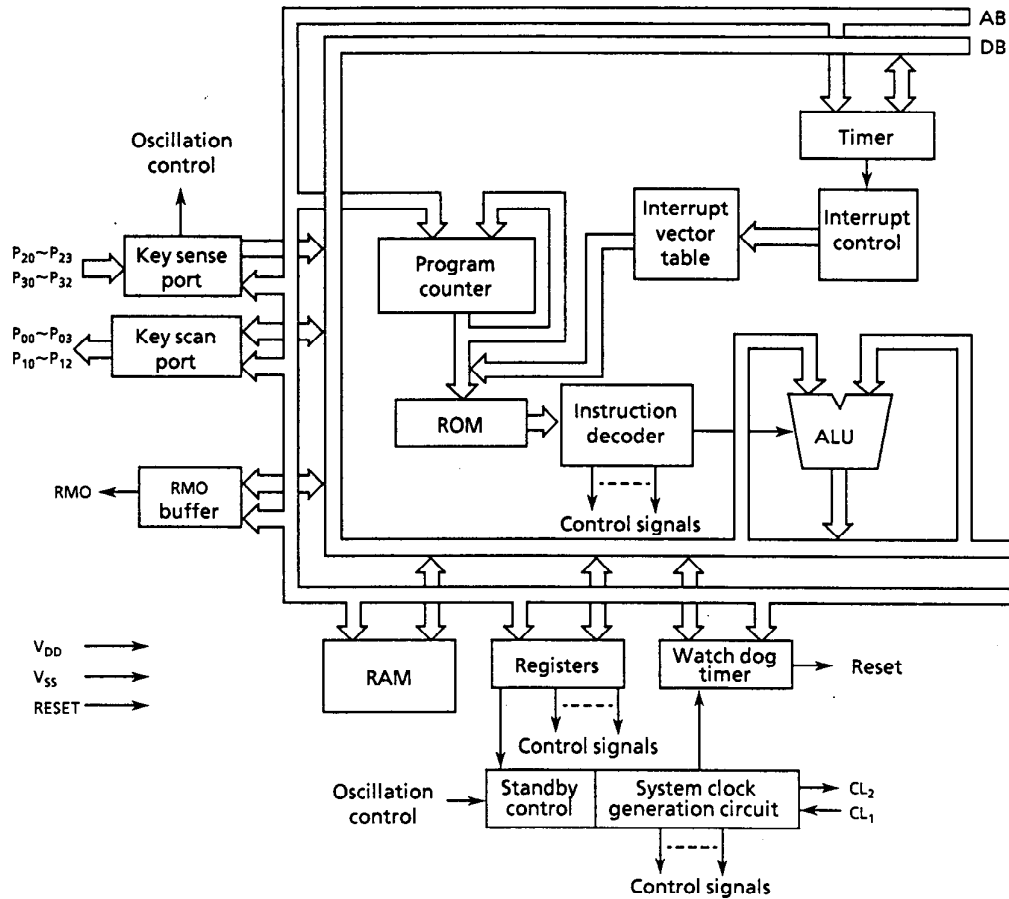 AB
DB
Timer
Oscillation
control
Interrupt
vector
table
Interrupt
control
P20~P23
P30~P32
Key sense
port
Program
counter
P00~P03
P10~P12
Key scan
port
ROM
Instruction
decoder
ALU
RMO
RMO
buffer
Control signals
VDD
VSS
RESET
RAM
Registers
Watch dog
timer
Reset
Control signals
Oscillation
control
Standby
control
System clock
generation circuit
CL2
CL1
Control signals